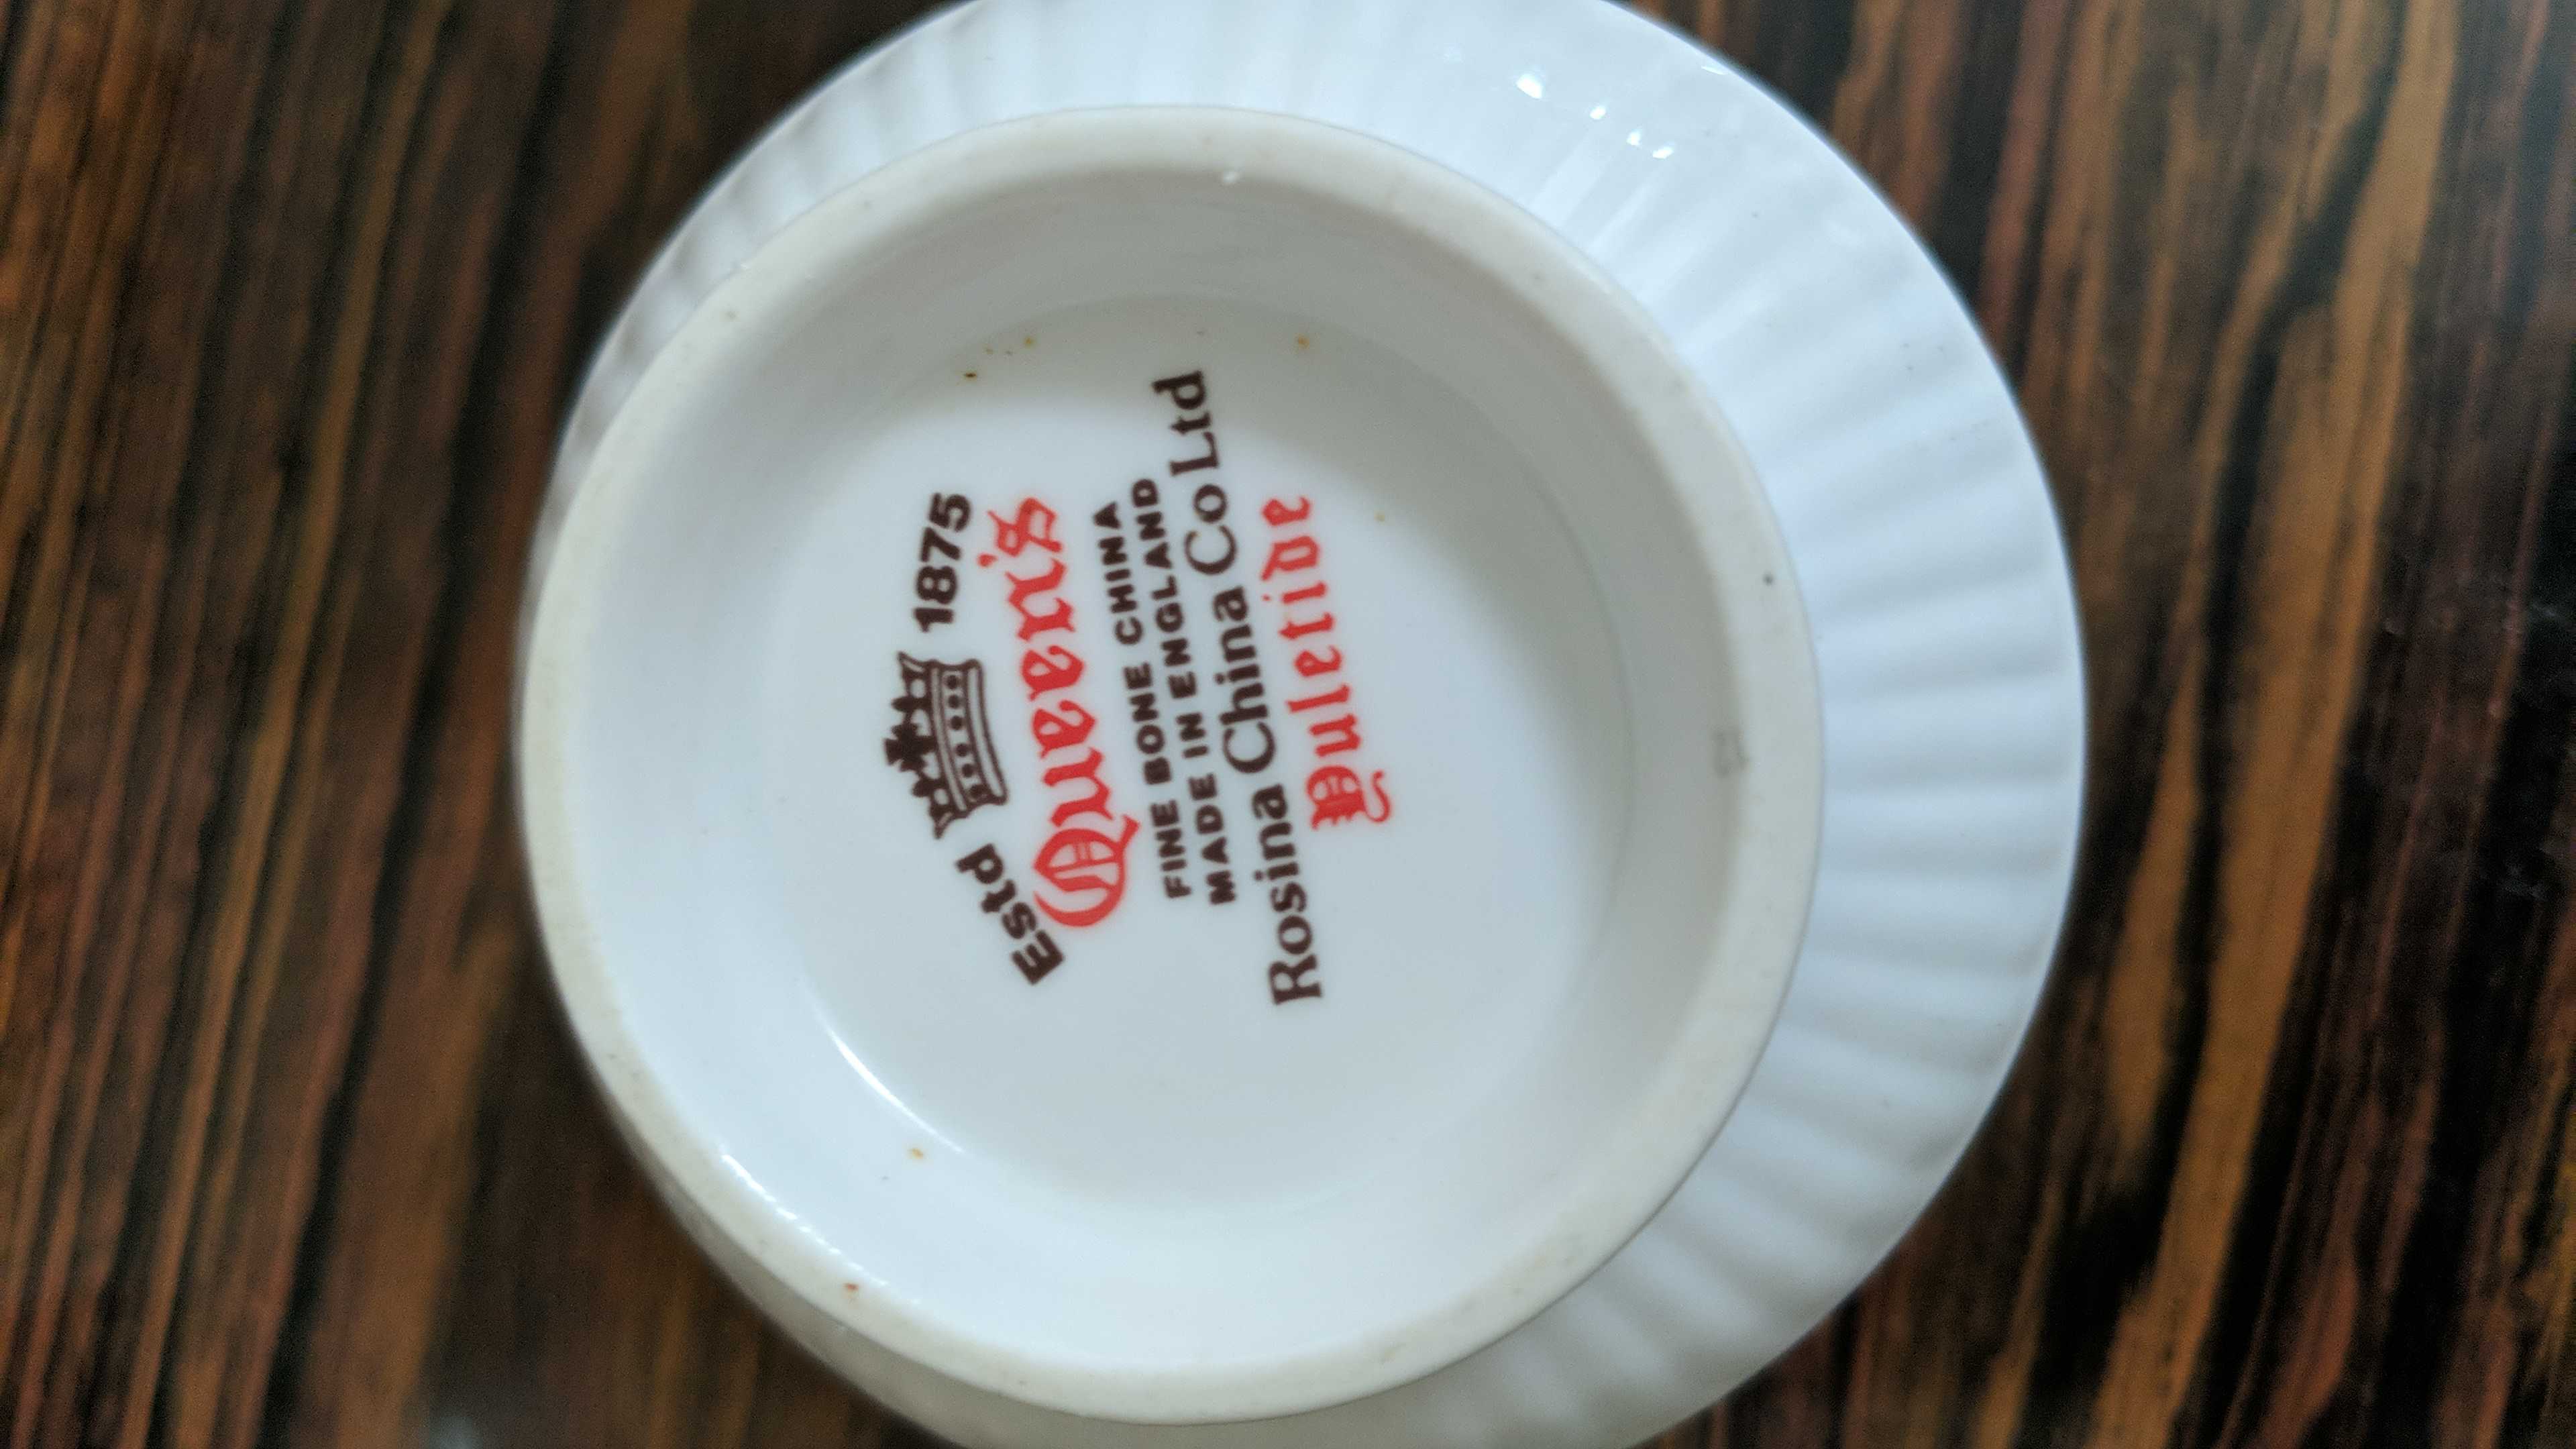 Estd 1875
Queen's
FINE BONE CHINA
MADE IN ENGLAND
Rosina China Co Ltd
Yuletide